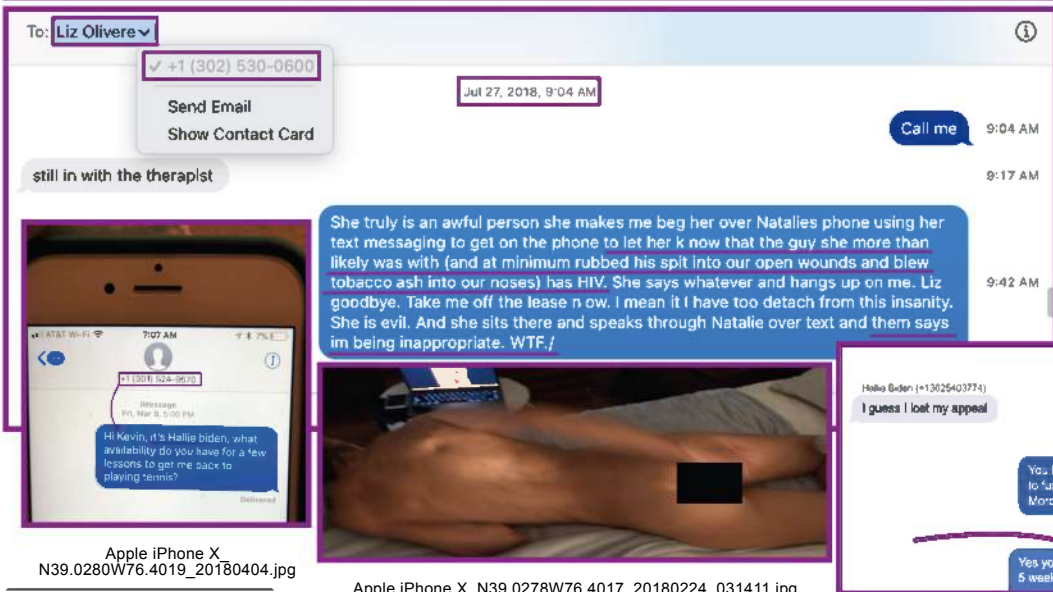 To: Liz Olivere
✓ +1 (302) 530-0600
Send Email
Show Contact Card
Jul 27, 2018, 9:04 AM
Call me 9:04 AM
still in with the therapist 9:17 AM
She truly is an awful person she makes me beg her over Natalies phone using her
text messaging to get on the phone to let her k now that the guy she more than
likely was with (and at minimum rubbed his spit into our open wounds and blew
tobacco ash into our noses) has HIV. She says whatever and hangs up on me. Liz
goodbye. Take me off the lease n ow. I mean it I have too detach from this insanity.
She is evil. And she sits there and speaks through Natalie over text and them says
im being inappropriate. WTF./
9:42 AM
AT&T Wi-Fi 7:07 AM 7%
iMessage
Fri, Mar 9, 5:00 PM
Hi Kevin, it's Hallie biden, what
availability do you have for a few
lessons to get me back to
playing tennis?
Delivered
Apple iPhone X_
N39.0280W76.4019_20180404.jpg
Apple iPhone X_N39.0278W76.4017_20180224_031411.jpg
Hallie Biden (+13025403774)
I guess I lost my appeal
Yes yo
5 week